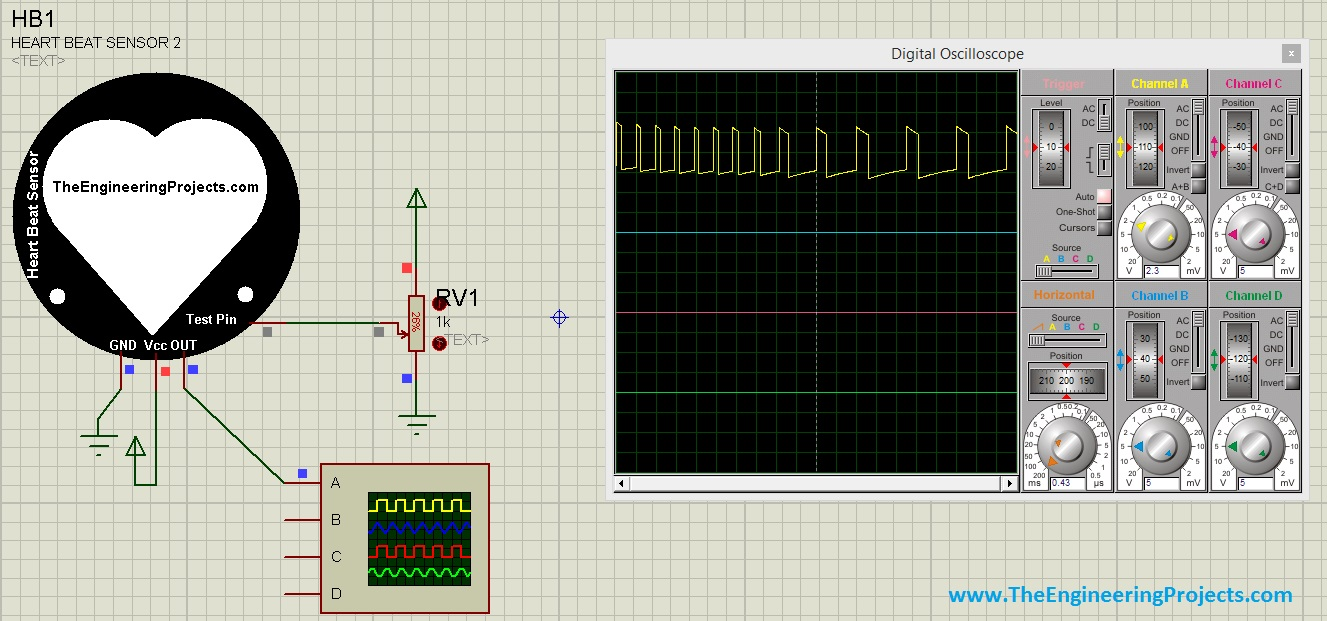 HB1
HEART BEAT SENSOR 2
<TEXT>
Heart Beat Sensor
TheEngineeringProjects.com
Test Pin
GND Vcc OUT
RV1
1k
<TEXT>
26%
A
B
C
D
Digital Oscilloscope
x
Trigger
Level
AC
DC
0
10
20
Auto
One-Shot
Cursors
Source
A B C D
Channel A
Position
AC
DC
GND
OFF
Invert
A+B
100
110
120
V 2.3 mV
Channel C
Position
AC
DC
GND
OFF
Invert
C+D
-50
-40
-30
V 5 mV
Horizontal
Source
A B C D
Position
210 200 190
ms 0.43 µs
Channel B
Position
AC
DC
GND
OFF
Invert
30
40
50
V 5 mV
Channel D
Position
AC
DC
GND
OFF
Invert
-130
-120
-110
V 5 mV
www.TheEngineeringProjects.com